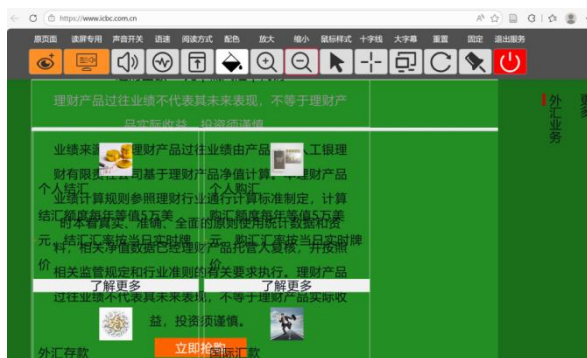 https://www.icbc.com.cn
原页面 读屏专用 声音开关 语速 阅读方式 配色 放大 缩小 鼠标样式 十字线 大字幕 重置 固定 退出服务
理财产品过往业绩不代表其未来表现，不等于理财产
品实际收益，投资须谨慎
业绩来源 理财产品过往业绩由产品 人工银理
财有限责任公司基于理财产品净值计算。本理财产品
业绩计算规则参照理财行业通行计算标准制定，计算
时本着真实、准确、全面的原则使用统计数据和资
料，相关净值数据已经理财产品托管人复核，并按照
相关监管规定和行业准则的有关要求执行。理财产品
过往业绩不代表其未来表现，不等于理财产品实际收
益，投资须谨慎。
立即抢购
个人结汇
结汇额度每年等值5万美
元，结汇汇率按当日实时牌
价
了解更多
个人购汇
购汇额度每年等值5万美
元，购汇汇率按当日实时牌
价
了解更多
外汇存款
国际汇款
外汇业务
更